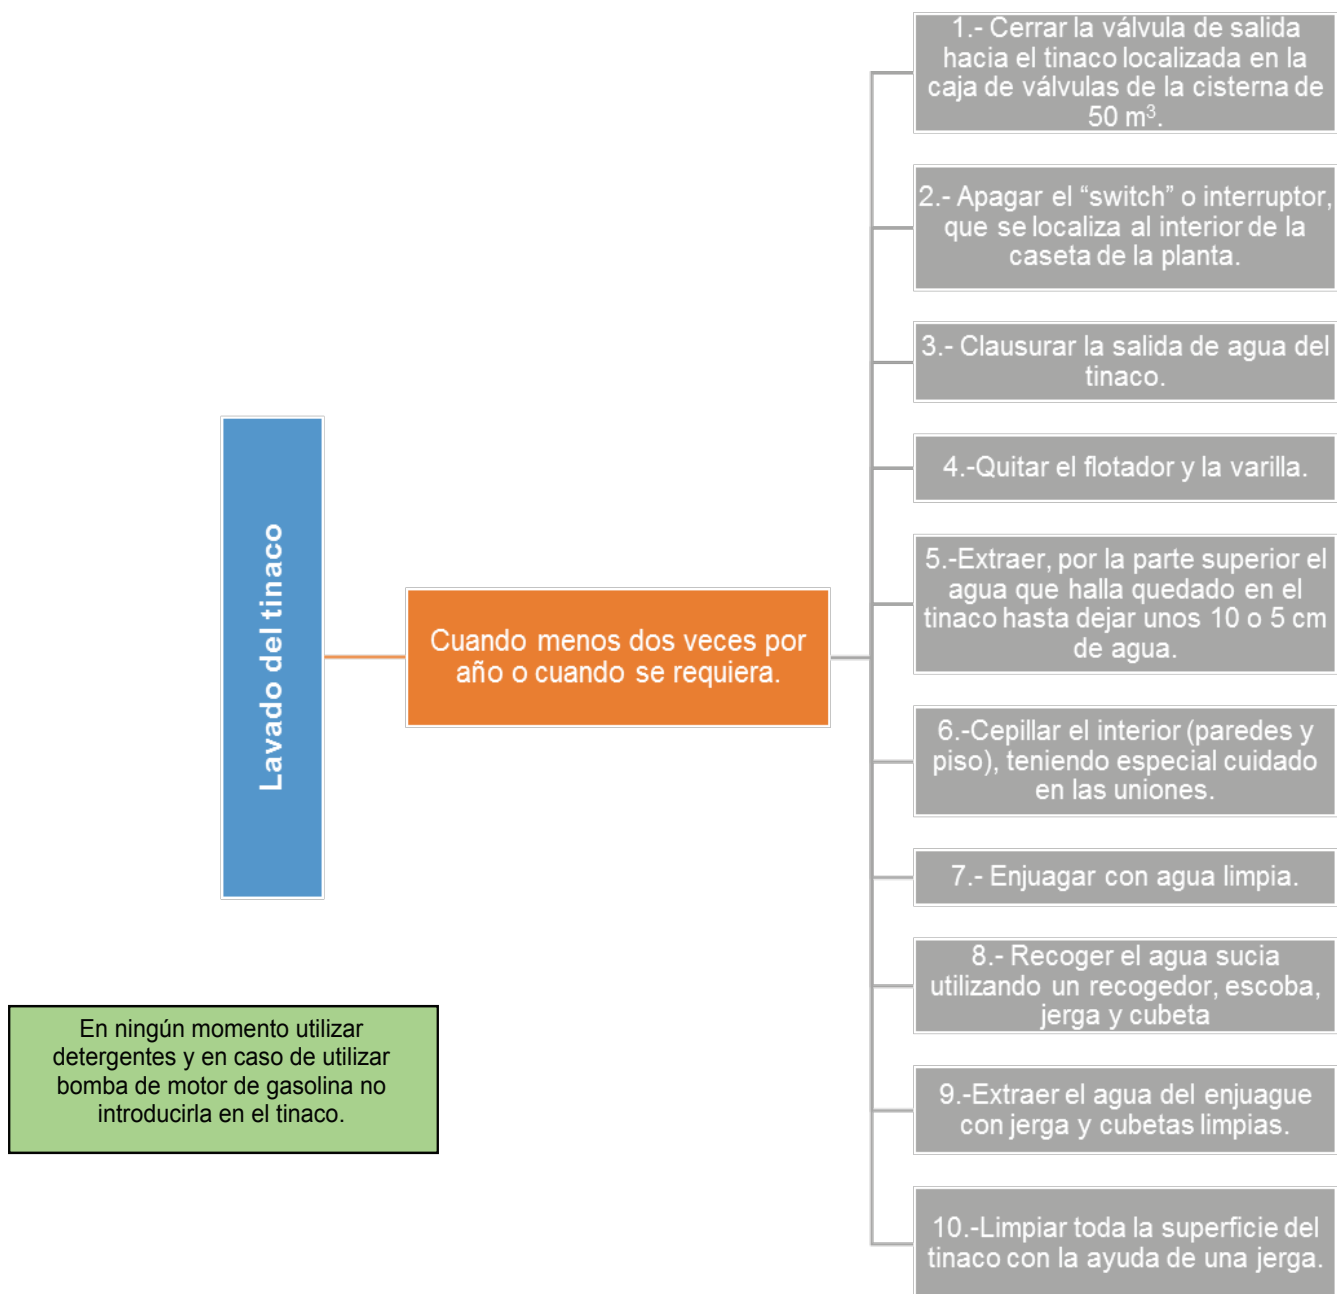 Lavado del tinaco
Cuando menos dos veces por
año o cuando se requiera.
1.- Cerrar la válvula de salida
hacia el tinaco localizada en la
caja de válvulas de la cisterna de
50 m³.
2.- Apagar el “switch” o interruptor,
que se localiza al interior de la
caseta de la planta.
3.- Clausurar la salida de agua del
tinaco.
4.-Quitar el flotador y la varilla.
5.-Extraer, por la parte superior el
agua que halla quedado en el
tinaco hasta dejar unos 10 o 5 cm
de agua.
6.-Cepillar el interior (paredes y
piso), teniendo especial cuidado
en las uniones.
7.- Enjuagar con agua limpia.
8.- Recoger el agua sucia
utilizando un recogedor, escoba,
jerga y cubeta
9.-Extraer el agua del enjuague
con jerga y cubetas limpias.
10.-Limpiar toda la superficie del
tinaco con la ayuda de una jerga.
En ningún momento utilizar
detergentes y en caso de utilizar
bomba de motor de gasolina no
introducirla en el tinaco.